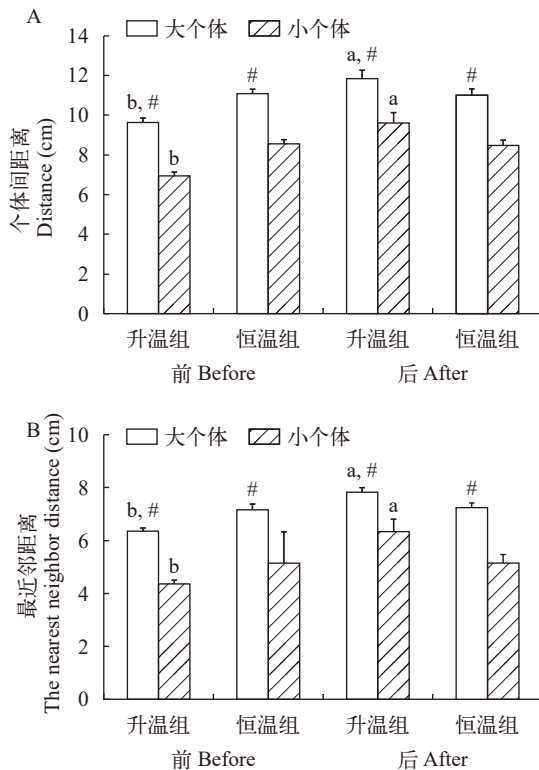 A
14
大个体
小个体
12
10
8
6
4
2
0
b, #
b
#
a, #
a
#
个体间距离
Distance (cm)
升温组
恒温组
升温组
恒温组
前 Before
后 After
B
10
大个体
小个体
8
6
4
2
0
b, #
b
#
a, #
a
#
最近邻距离
The nearest neighbor distance (cm)
升温组
恒温组
升温组
恒温组
前 Before
后 After